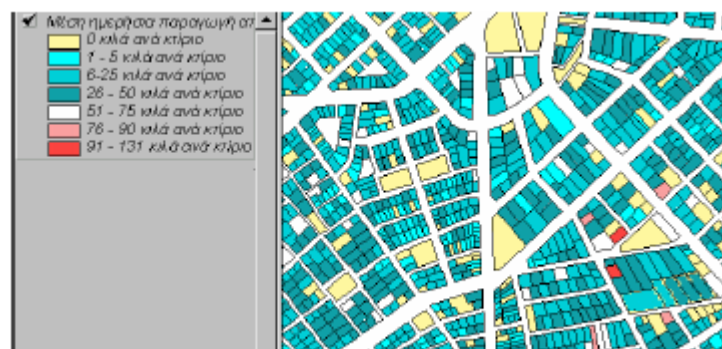 Μέση ημερήσια παραγωγή απ
0 κιλά ανά κτίριο
1 - 5 κιλά ανά κτίριο
6-25 κιλά ανά κτίριο
26 - 50 κιλά ανά κτίριο
51 - 75 κιλά ανά κτίριο
76 - 90 κιλά ανά κτίριο
91 - 131 κιλά ανά κτίριο